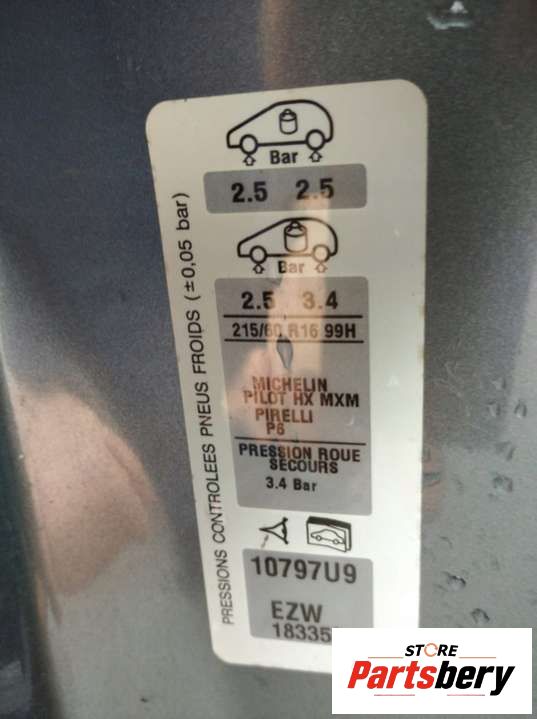 Bar
2.5 2.5
Bar
2.5 3.4
215/60 R16 99H
MICHELIN
PILOT HX MXM
PIRELLI
P6
PRESSION ROUE
SECOURS
3.4 Bar
10797U9
EZW
PRESSIONS CONTROLEES PNEUS FROIDS (±0,05 bar)
STORE
Partsbery